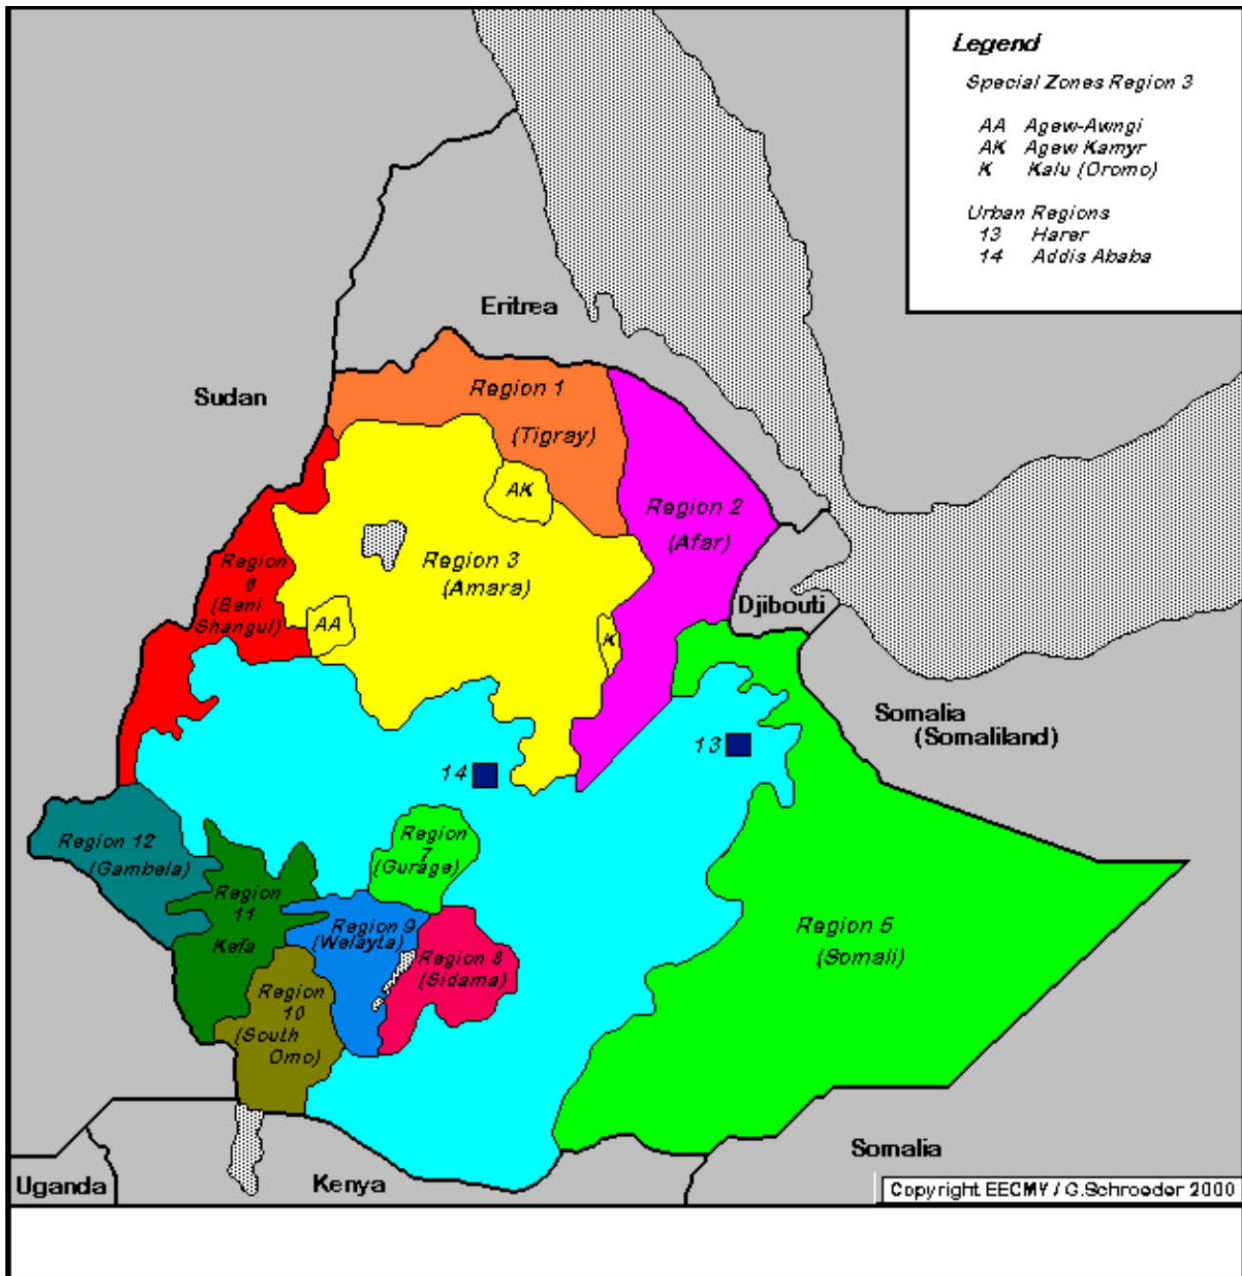 Legend
Special Zones Region 3
AA Agew-Awngi
AK Agew Kamyr
K Kalu (Oromo)
Urban Regions
13 Harer
14 Addis Ababa
Eritrea
Sudan
Region 1
(Tigray)
AK
Region 2
(Afar)
Region 3
(Amara)
Region
6
(Beni
Shangul)
AA
K
Djibouti
Somalia
(Somaliland)
13
14
Region 12
(Gambela)
Region
7
(Gurage)
Region
11
Kefa
Region 9
(Welayta)
Region 8
(Sidama)
Region 5
(Somali)
Region
10
(South
Omo)
Somalia
Uganda
Kenya
Copyright EECMY / G.Schroeder 2000